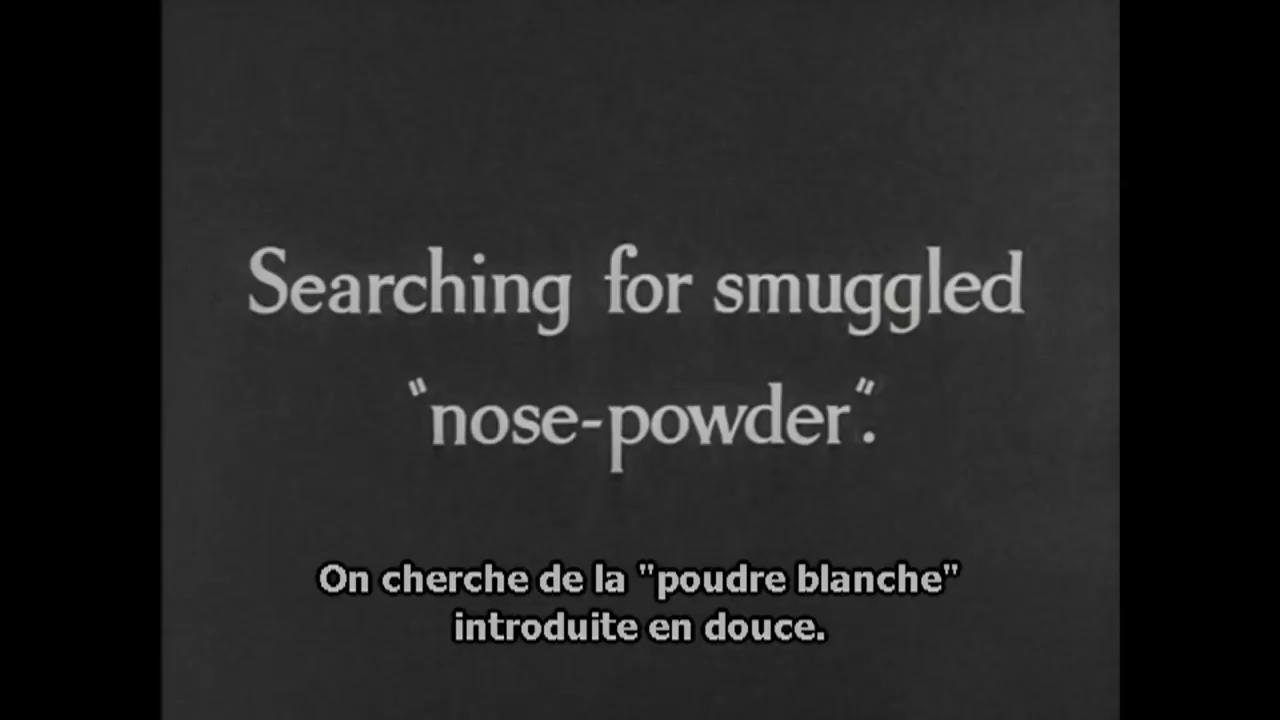 Searching for smuggled
"nose-powder".
On cherche de la "poudre blanche"
introduite en douce.